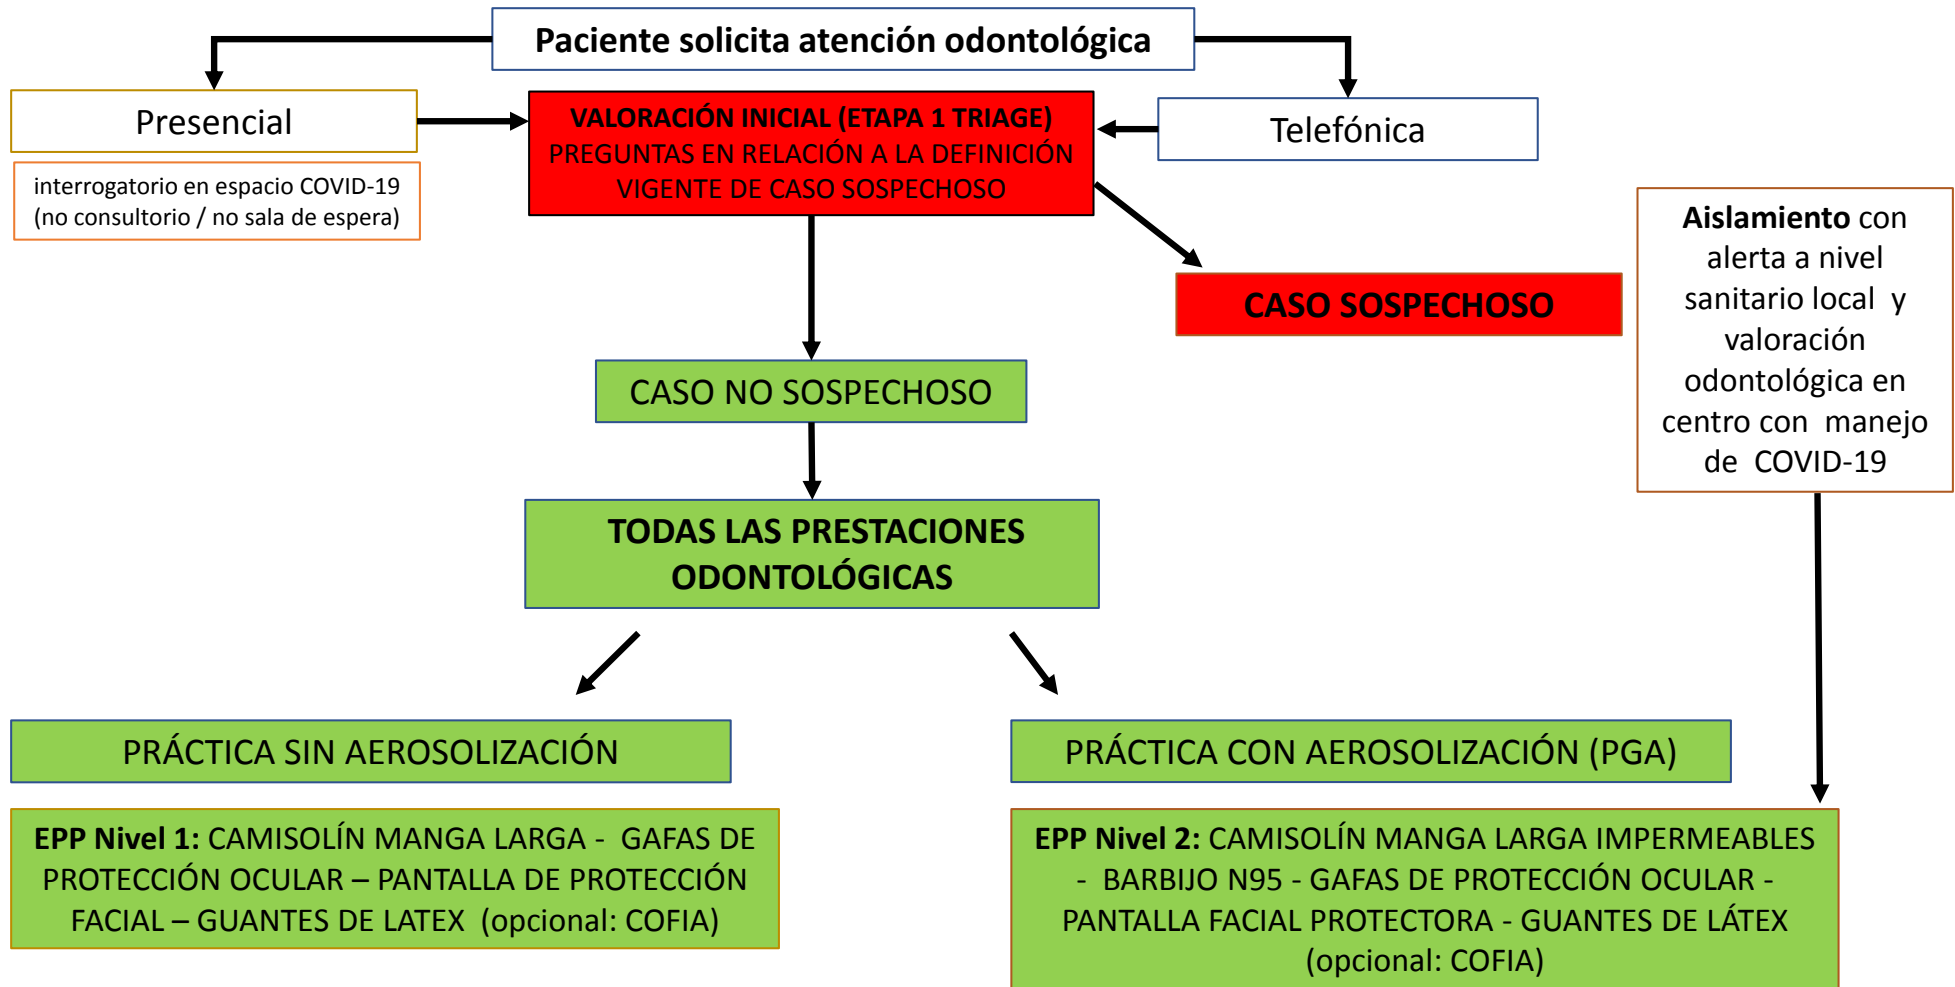 Paciente solicita atención odontológica
Presencial
interrogatorio en espacio COVID-19
(no consultorio / no sala de espera)
VALORACIÓN INICIAL (ETAPA 1 TRIAGE)
PREGUNTAS EN RELACIÓN A LA DEFINICIÓN
VIGENTE DE CASO SOSPECHOSO
Telefónica
CASO SOSPECHOSO
Aislamiento con
alerta a nivel
sanitario local y
valoración
odontológica en
centro con manejo
de COVID-19
CASO NO SOSPECHOSO
TODAS LAS PRESTACIONES
ODONTOLÓGICAS
PRÁCTICA SIN AEROSOLIZACIÓN
PRÁCTICA CON AEROSOLIZACIÓN (PGA)
EPP Nivel 1: CAMISOLÍN MANGA LARGA - GAFAS DE
PROTECCIÓN OCULAR – PANTALLA DE PROTECCIÓN
FACIAL – GUANTES DE LATEX (opcional: COFIA)
EPP Nivel 2: CAMISOLÍN MANGA LARGA IMPERMEABLES
- BARBIJO N95 - GAFAS DE PROTECCIÓN OCULAR -
PANTALLA FACIAL PROTECTORA - GUANTES DE LÁTEX
(opcional: COFIA)